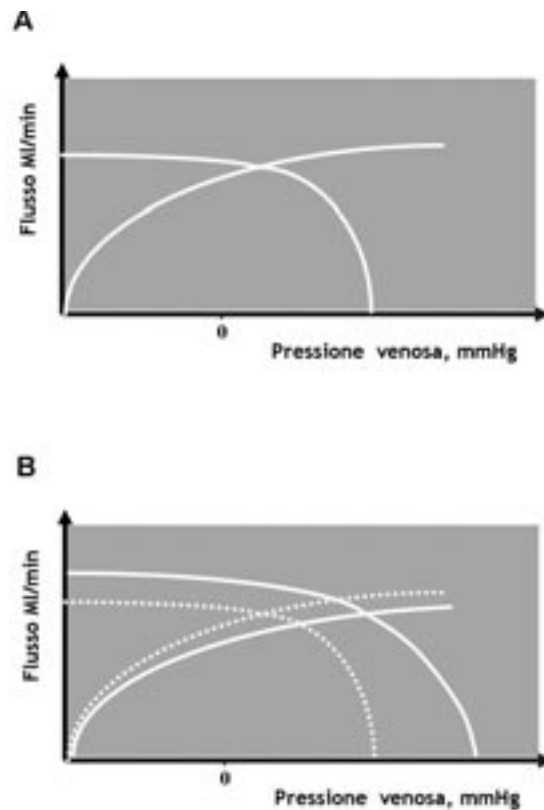 A
Flusso Ml/min
0
Pressione venosa, mmHg
B
Flusso Ml/min
0
Pressione venosa, mmHg